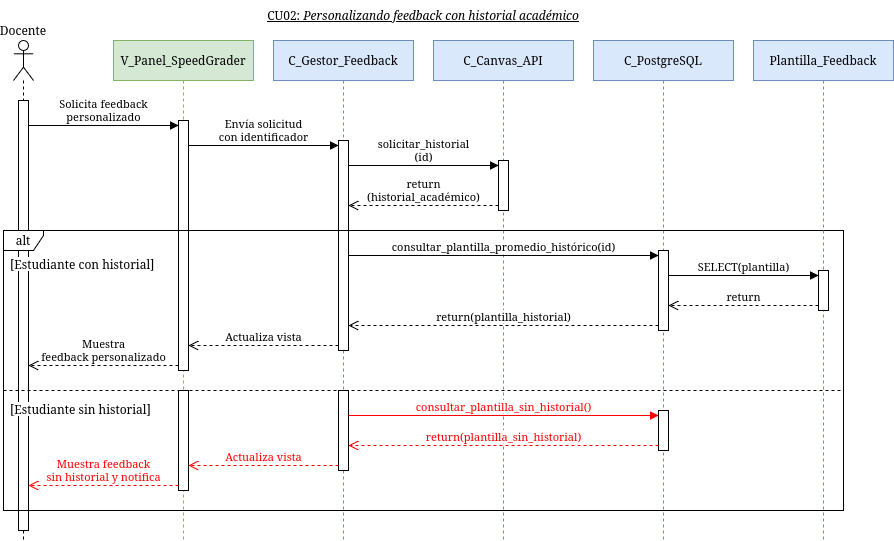 CU02: Personalizando feedback con historial académico
Docente
V_Panel_SpeedGrader
C_Gestor_Feedback
C_Canvas_API
C_PostgreSQL
Plantilla_Feedback
Solicita feedback
personalizado
Envía solicitud
con identificador
solicitar_historial
(id)
return
(historial_académico)
alt
[Estudiante con historial]
consultar_plantilla_promedio_histórico(id)
SELECT(plantilla)
return
return(plantilla_historial)
Actualiza vista
Muestra
feedback personalizado
[Estudiante sin historial]
consultar_plantilla_sin_historial()
return(plantilla_sin_historial)
Actualiza vista
Muestra feedback
sin historial y notifica